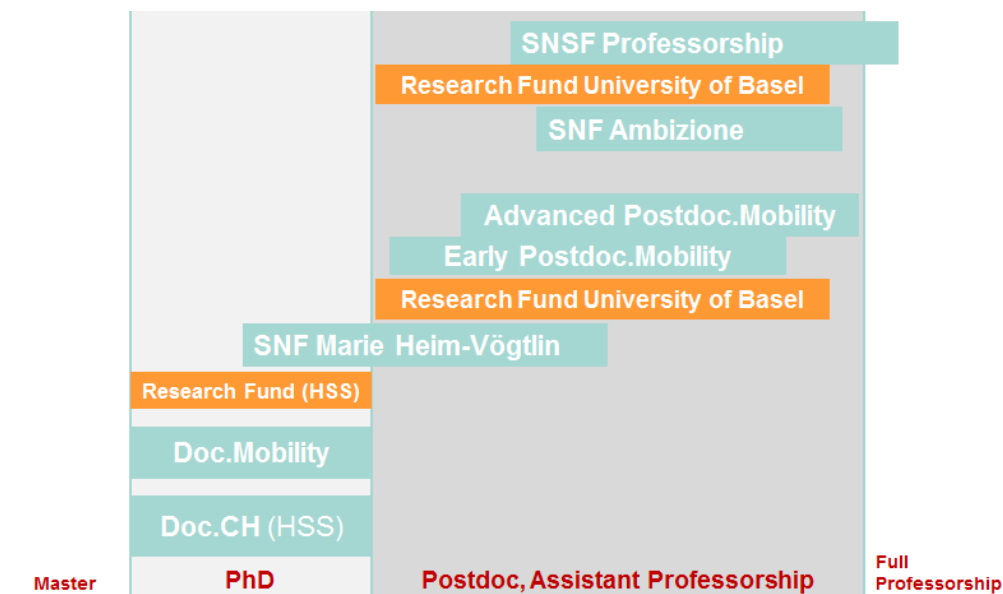 SNSF Professorship
Research Fund University of Basel
SNF Ambizione
Advanced Postdoc.Mobility
Early Postdoc.Mobility
Research Fund University of Basel
SNF Marie Heim-Vögtlin
Research Fund (HSS)
Doc.Mobility
Doc.CH (HSS)
Master
PhD
Postdoc, Assistant Professorship
Full
Professorship